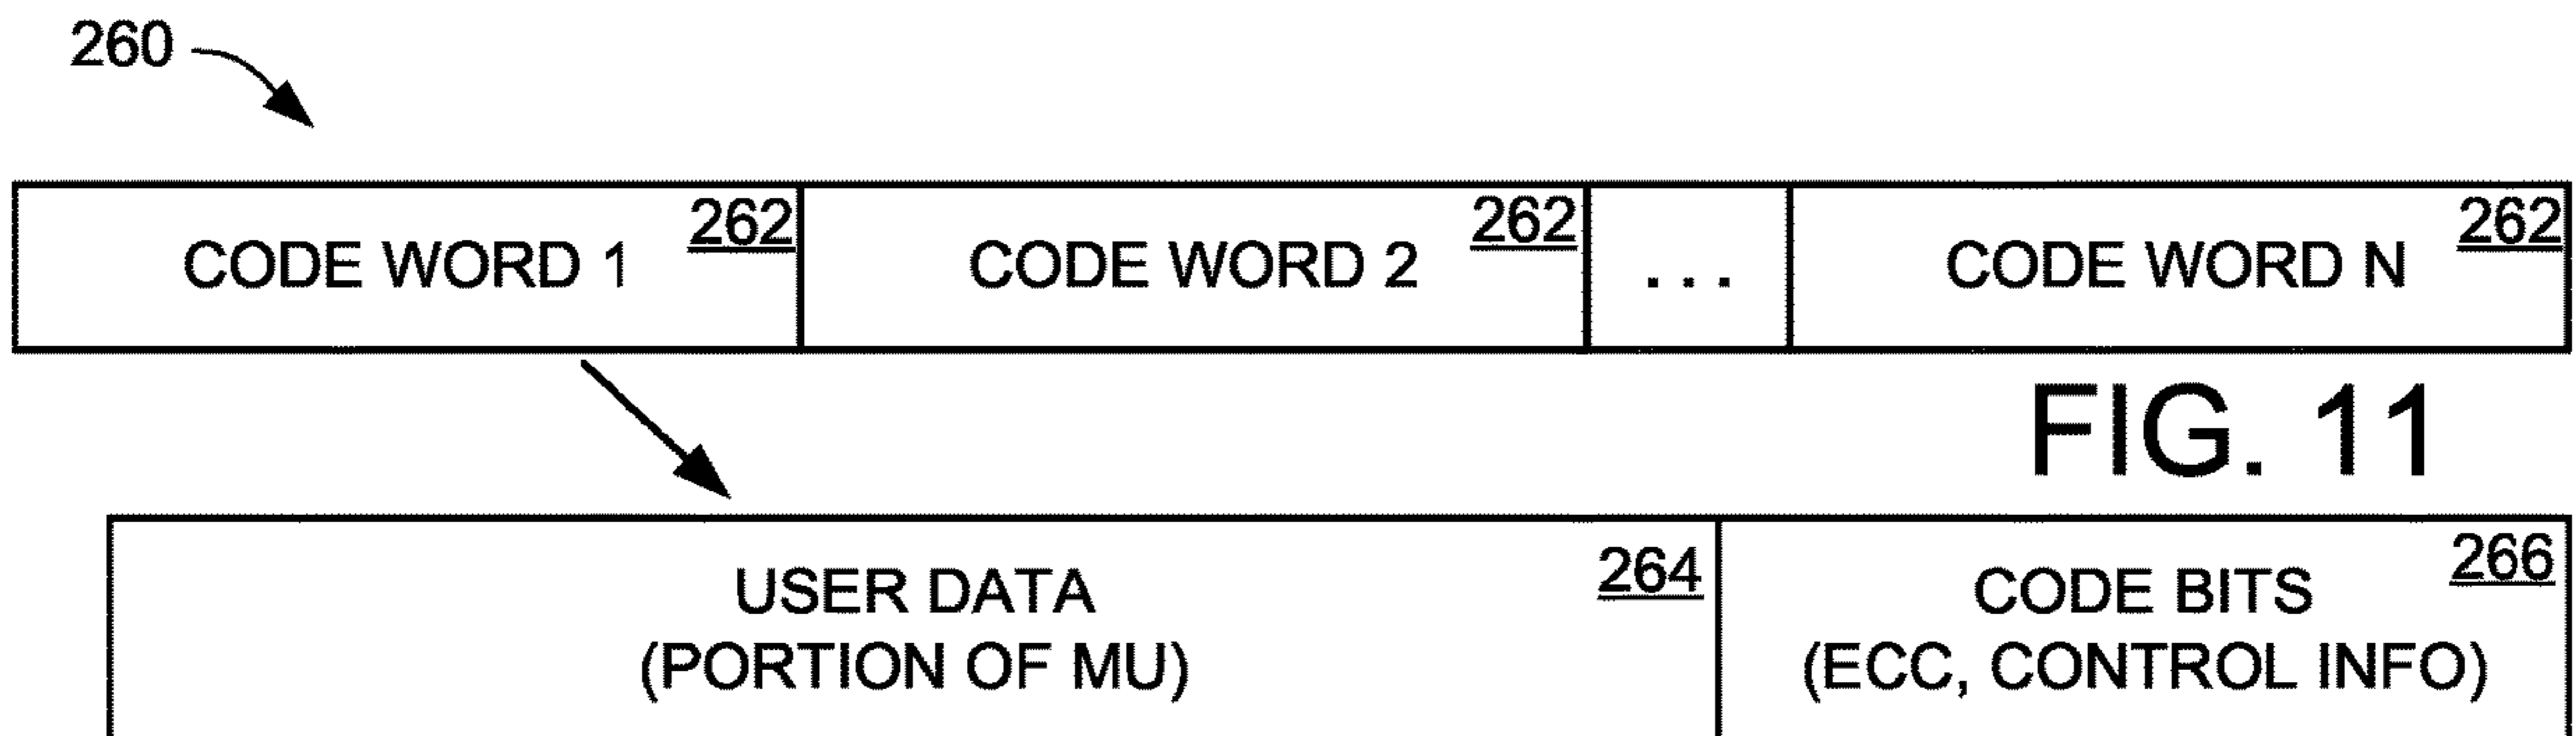 260
CODE WORD 1 262 CODE WORD 2 262 ... CODE WORD N 262
FIG. 11
USER DATA 264 CODE BITS 266
(PORTION OF MU) (ECC, CONTROL INFO)